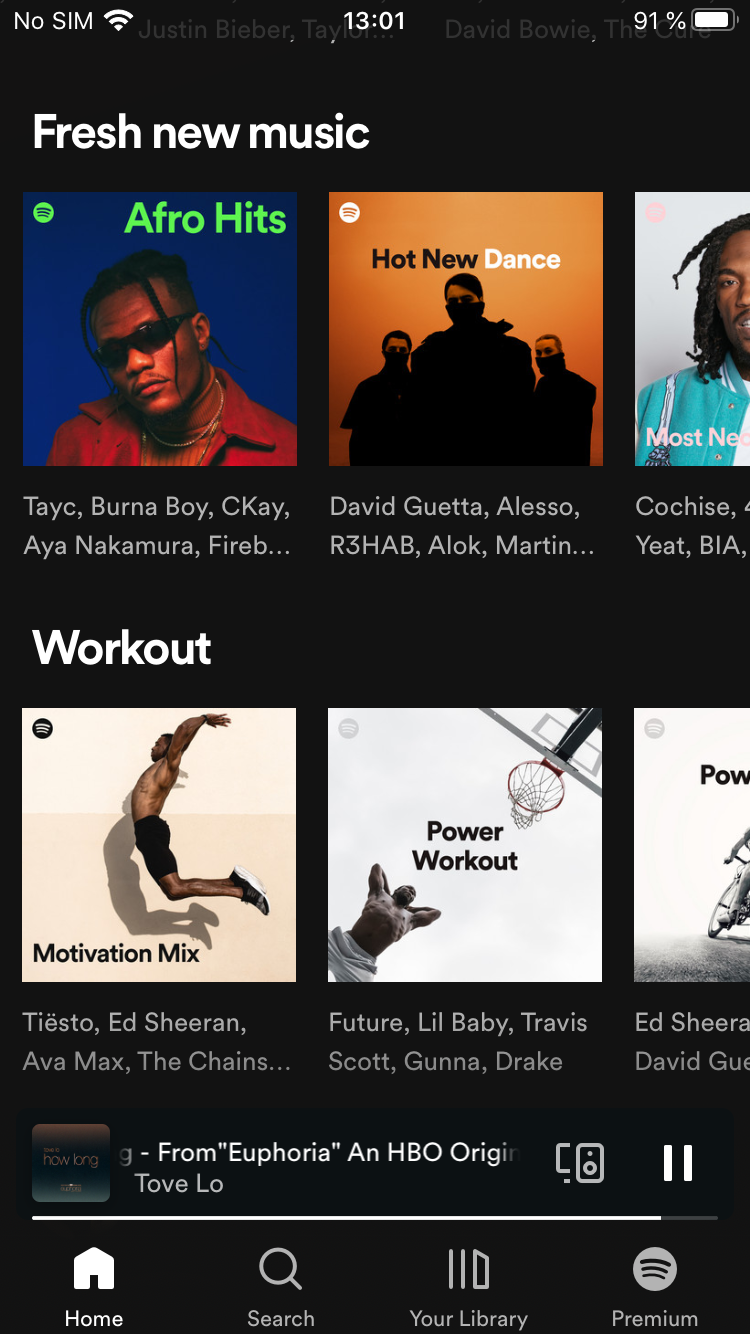 No SIM 13:01 91 %
Justin Bieber, Taylor... David Bowie, The Cure
Fresh new music
Afro Hits
Hot New Dance
Most Nec
Tayc, Burna Boy, CKay,
Aya Nakamura, Fireb...
David Guetta, Alesso,
R3HAB, Alok, Martin...
Cochise, 4
Yeat, BIA,
Workout
Motivation Mix
Power
Workout
Pow
Tiësto, Ed Sheeran,
Ava Max, The Chains...
Future, Lil Baby, Travis
Scott, Gunna, Drake
Ed Sheera
David Gue
how long
g - From"Euphoria" An HBO Origin
Tove Lo
Home Search Your Library Premium